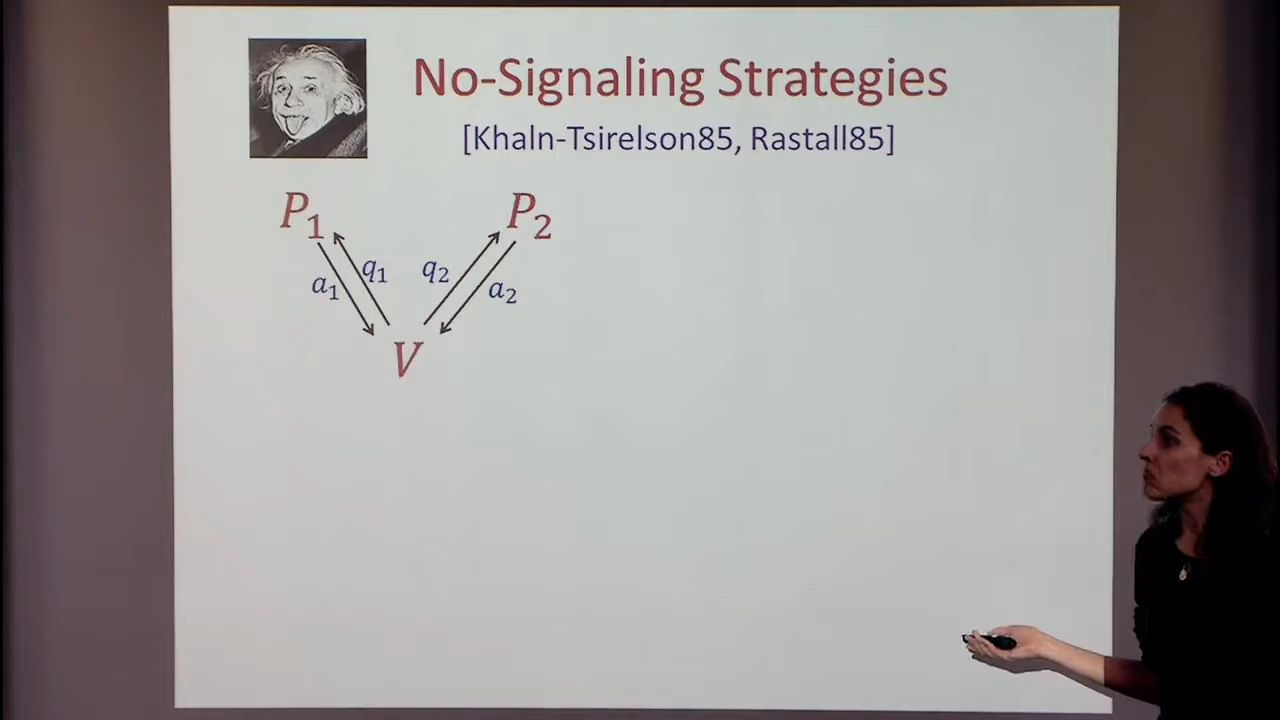 No-Signaling Strategies
[Khaln-Tsirelson85, Rastall85]
P₁ P₂
a₁ q₁ q₂ a₂
V